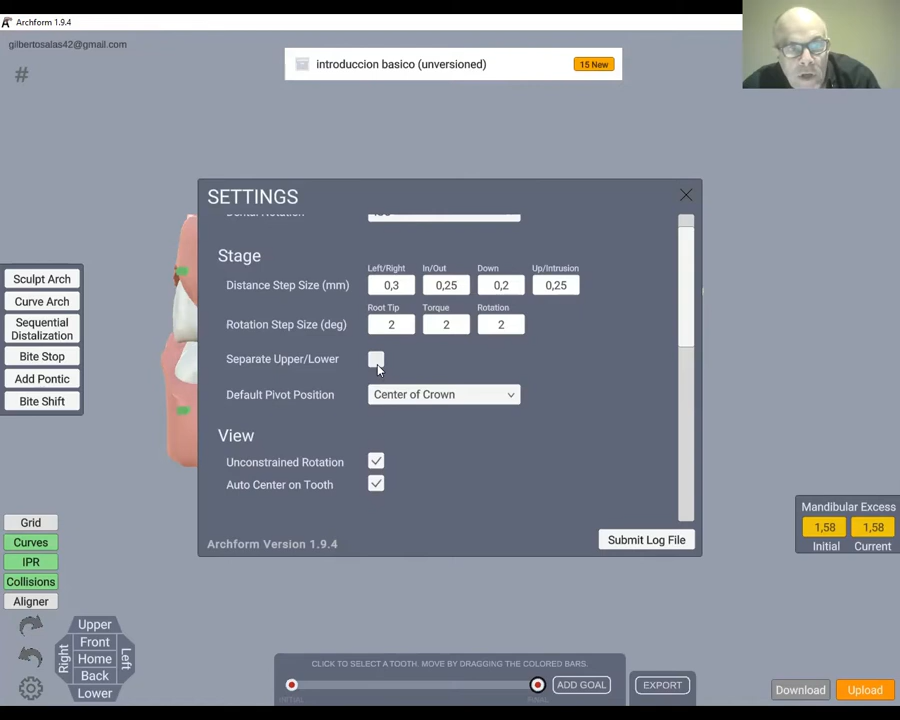 Archform 1.9.4
gilbertosalas42@gmail.com
#
introduccion basico (unversioned)
15 New
SETTINGS
Dental Notation
Stage
Left/Right In/Out Down Up/Intrusion
Distance Step Size (mm) 0,3 0,25 0,2 0,25
Root Tip Torque Rotation
Rotation Step Size (deg) 2 2 2
Separate Upper/Lower
Default Pivot Position Center of Crown
View
Unconstrained Rotation
Auto Center on Tooth
Archform Version 1.9.4
Submit Log File
Sculpt Arch
Curve Arch
Sequential
Distalization
Bite Stop
Add Pontic
Bite Shift
Mandibular Excess
1,58 1,58
Initial Current
Grid
Curves
IPR
Collisions
Aligner
Upper
Front
Right Home Left
Back
Lower
CLICK TO SELECT A TOOTH. MOVE BY DRAGGING THE COLORED BARS.
INITIAL FINAL
ADD GOAL
EXPORT
Download
Upload